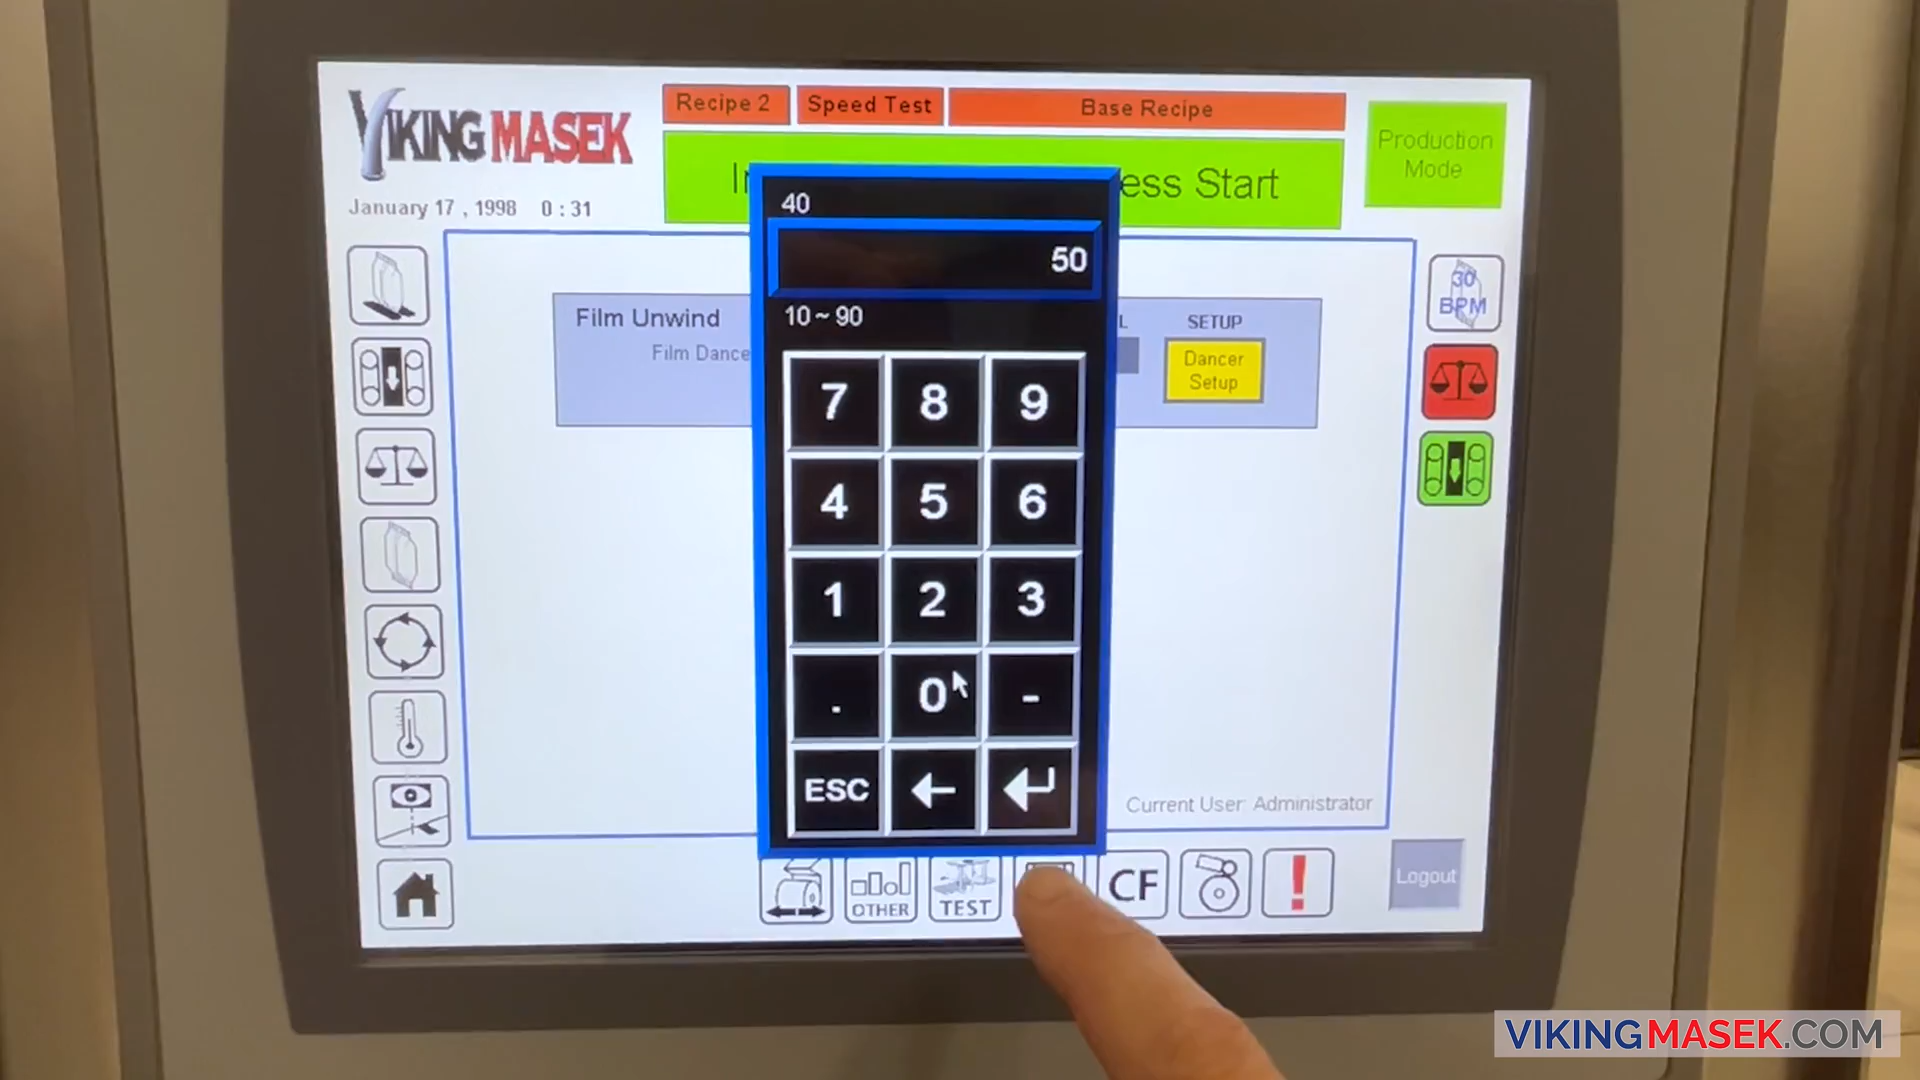 VIKING MASEK
January 17 , 1998 0 : 31
Recipe 2
Speed Test
Base Recipe
ess Start
Production
Mode
40
50
10 ~ 90
Film Unwind
Film Dance
L
SETUP
Dancer
Setup
30
BPM
7 8 9
4 5 6
1 2 3
. 0 -
ESC
Current User: Administrator
OTHER
TEST
CF
!
Logout
VIKINGMASEK.COM